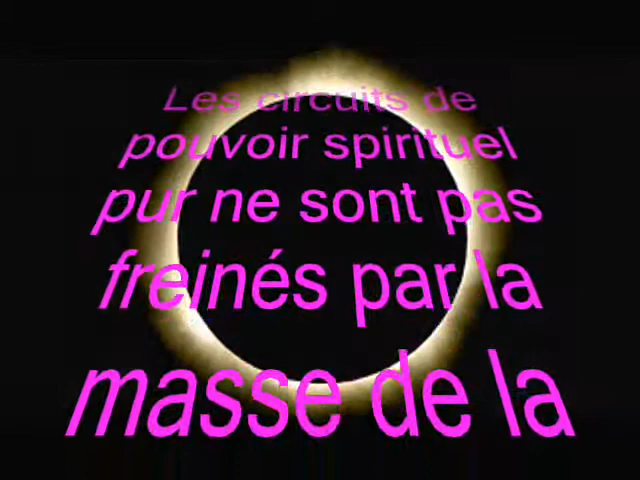 Les circuits de
pouvoir spirituel
pur ne sont pas
freinés par la
masse de la